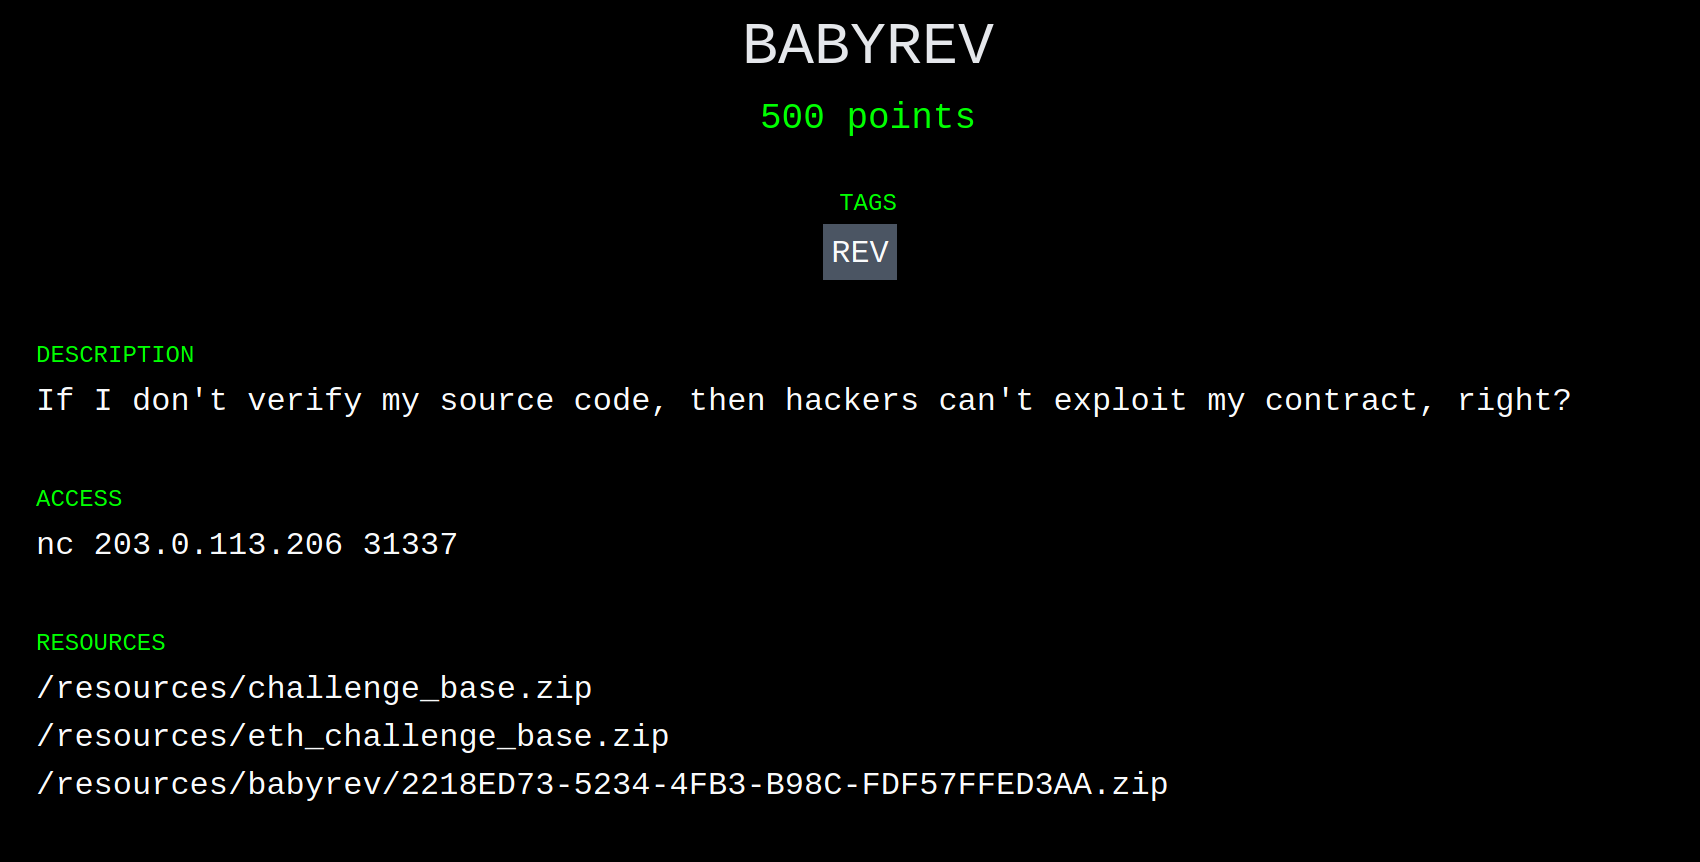 BABYREV
500 points
TAGS
REV
DESCRIPTION
If I don't verify my source code, then hackers can't exploit my contract, right?
ACCESS
nc 203.0.113.206 31337
RESOURCES
/resources/challenge_base.zip
/resources/eth_challenge_base.zip
/resources/babyrev/2218ED73-5234-4FB3-B98C-FDF57FFED3AA.zip